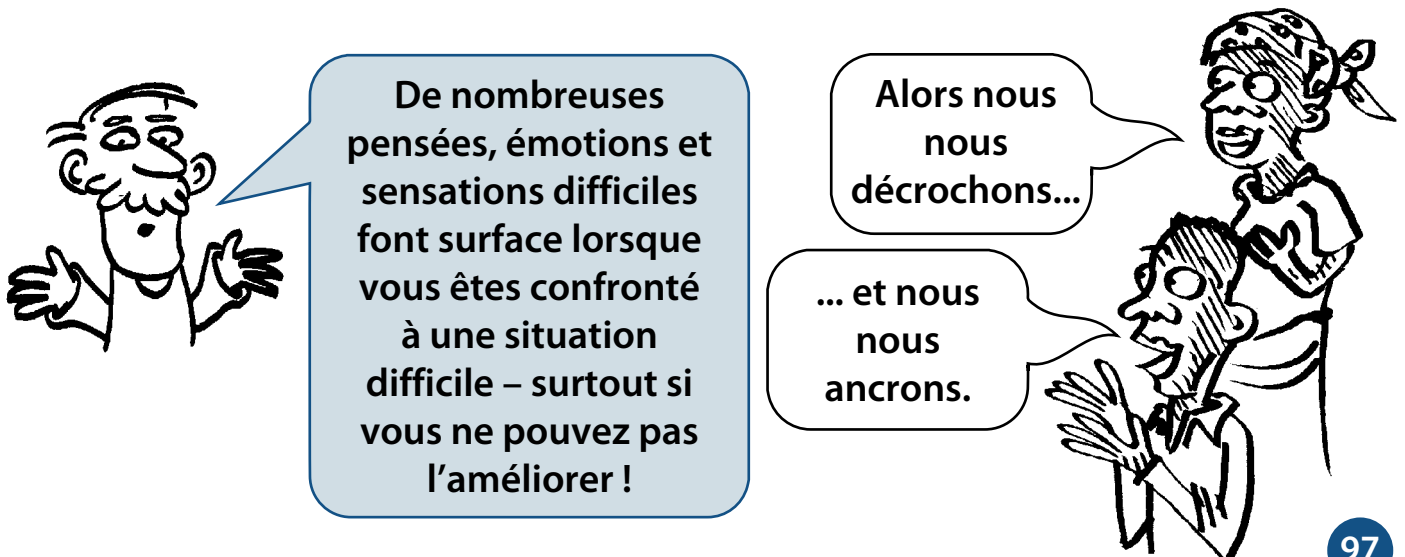 De nombreuses
pensées, émotions et
sensations difficiles
font surface lorsque
vous êtes confronté
à une situation
difficile – surtout si
vous ne pouvez pas
l'améliorer !
Alors nous
nous
décrochons...
... et nous
nous
ancrons.
97